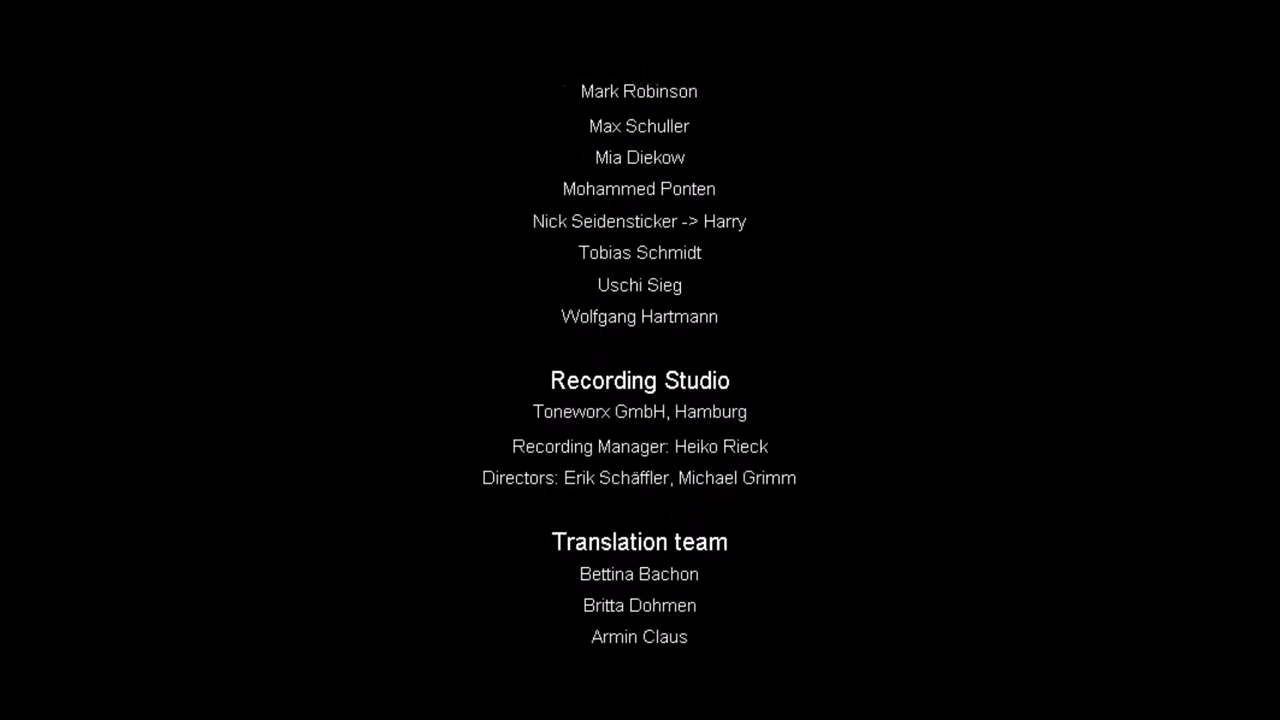 Mark Robinson
Max Schuller
Mia Diekow
Mohammed Ponten
Nick Seidensticker -> Harry
Tobias Schmidt
Uschi Sieg
Wolfgang Hartmann
Recording Studio
Toneworx GmbH, Hamburg
Recording Manager: Heiko Rieck
Directors: Erik Schäffler, Michael Grimm
Translation team
Bettina Bachon
Britta Dohmen
Armin Claus